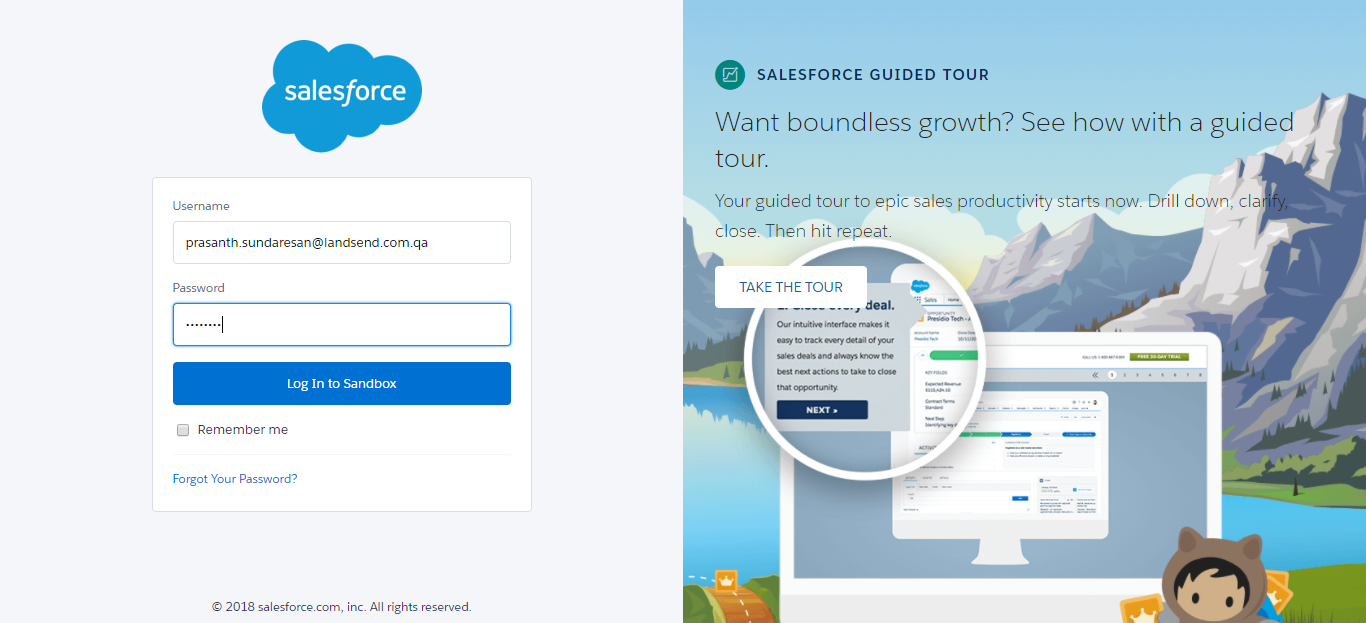 salesforce
Username
prasanth.sundaresan@landsend.com.qa
Password
........
Log In to Sandbox
Remember me
Forgot Your Password?
© 2018 salesforce.com, inc. All rights reserved.
SALESFORCE GUIDED TOUR
Want boundless growth? See how with a guided
tour.
Your guided tour to epic sales productivity starts now. Drill down, clarify,
close. Then hit repeat.
TAKE THE TOUR
deal.
Our intuitive interface makes it
easy to track every detail of your
sales deals and always know the
best next actions to take to close
that opportunity.
NEXT »
salesforce
Sales Home
OPPORTUNITY
Presidio Tech - A
Account Name
Presidio Tech
KEY FIELDS
Expected Revenue
Contract Terms
Standard
Next Step
Identifying key
FREE 30-DAY TRIAL
1 2 3 4 5 6 7 8